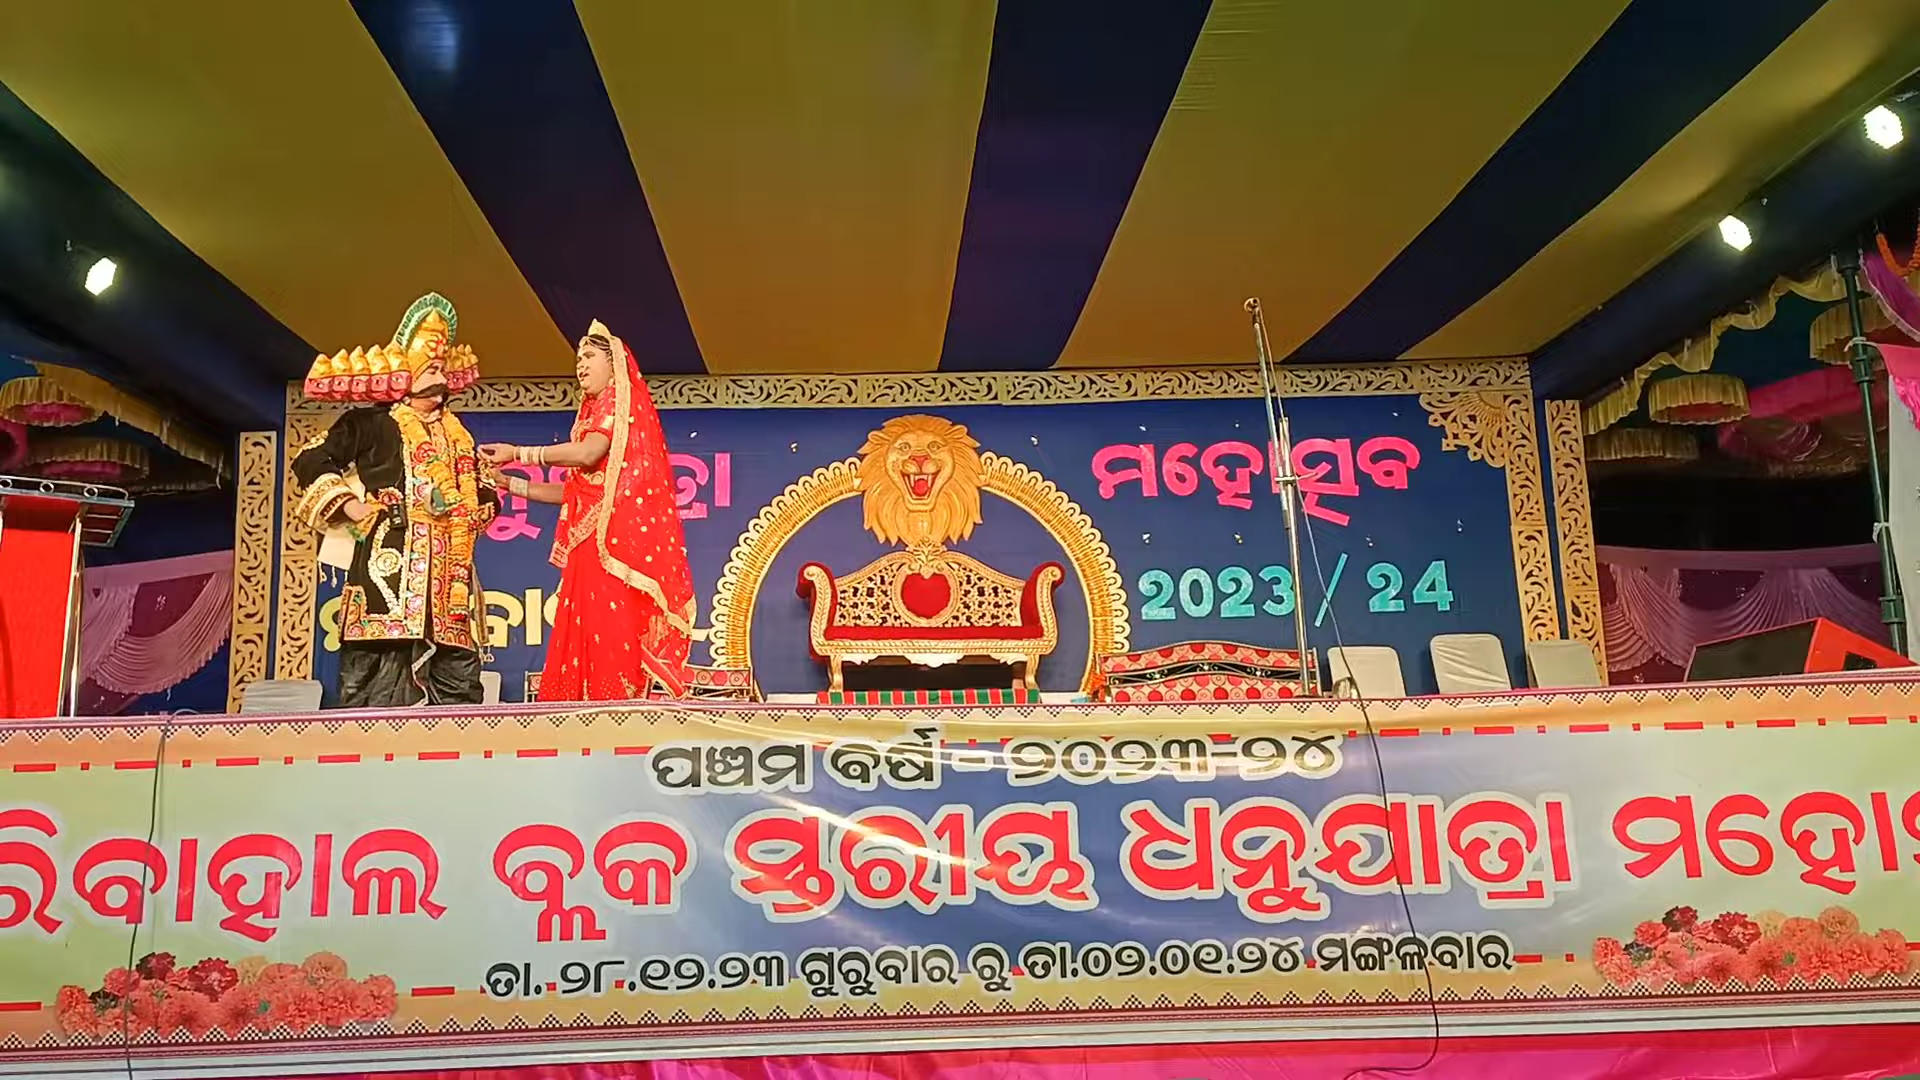 ମହୋତ୍ସବ
2023 / 24
ପଞ୍ଚମ ବର୍ଷ - ୨୦୨୩-୨୪
ରିବାହାଲ ବ୍ଲକ ସ୍ତରୀୟ ଧନୁଯାତ୍ରା ମହୋ
ତା. ୨୮.୧୨.୨୩ ଗୁରୁବାର ରୁ ତା.୦୨.୦୧.୨୪ ମଙ୍ଗଳବାର